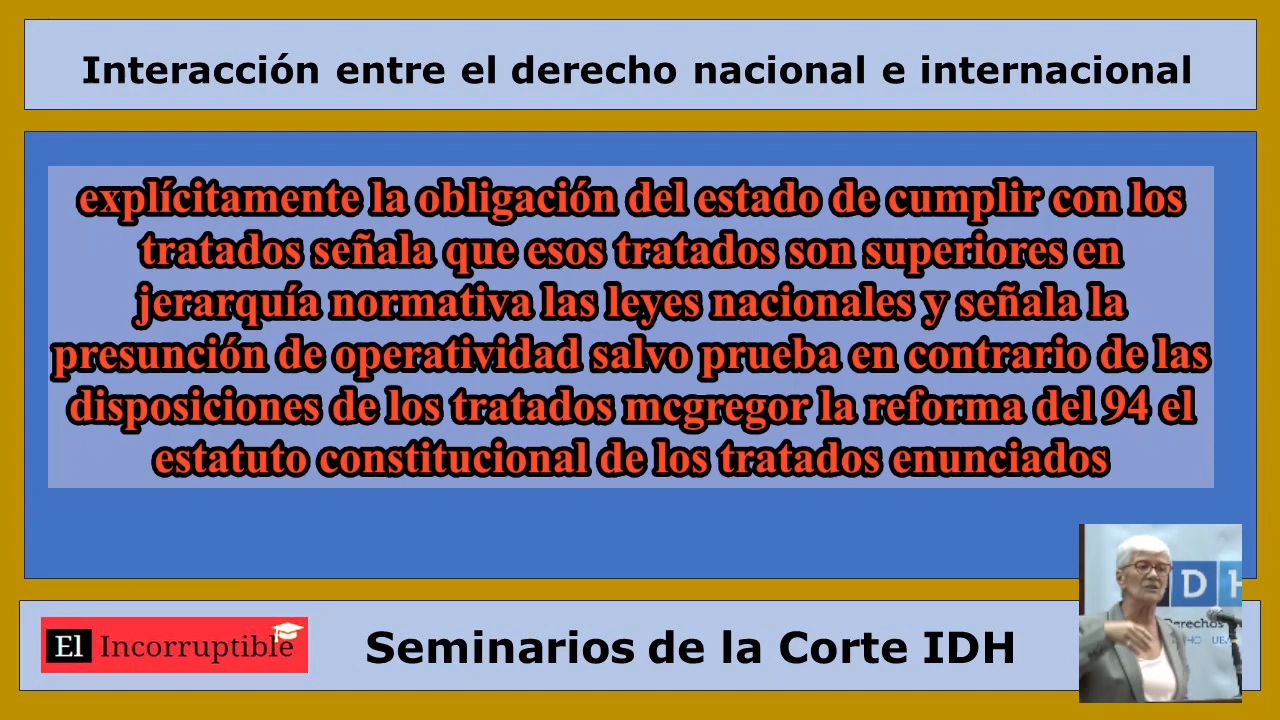 Interacción entre el derecho nacional e internacional
explícitamente la obligación del estado de cumplir con los
tratados señala que esos tratados son superiores en
jerarquía normativa las leyes nacionales y señala la
presunción de operatividad salvo prueba en contrario de las
disposiciones de los tratados mcgregor la reforma del 94 el
estatuto constitucional de los tratados enunciados
El Incorruptible
Seminarios de la Corte IDH
D H
Derechos